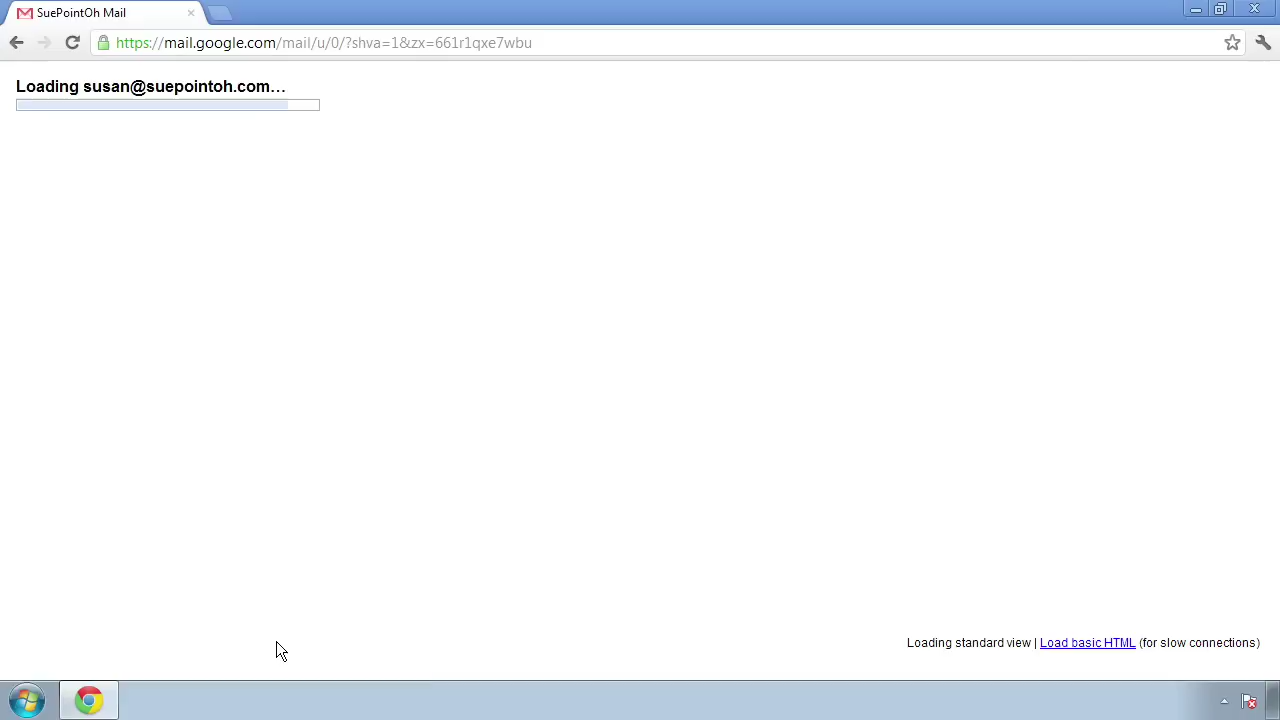 SuePointOh Mail
https://mail.google.com/mail/u/0/?shva=1&zx=661r1qxe7wbu
Loading susan@suepointoh.com…
Loading standard view | Load basic HTML (for slow connections)